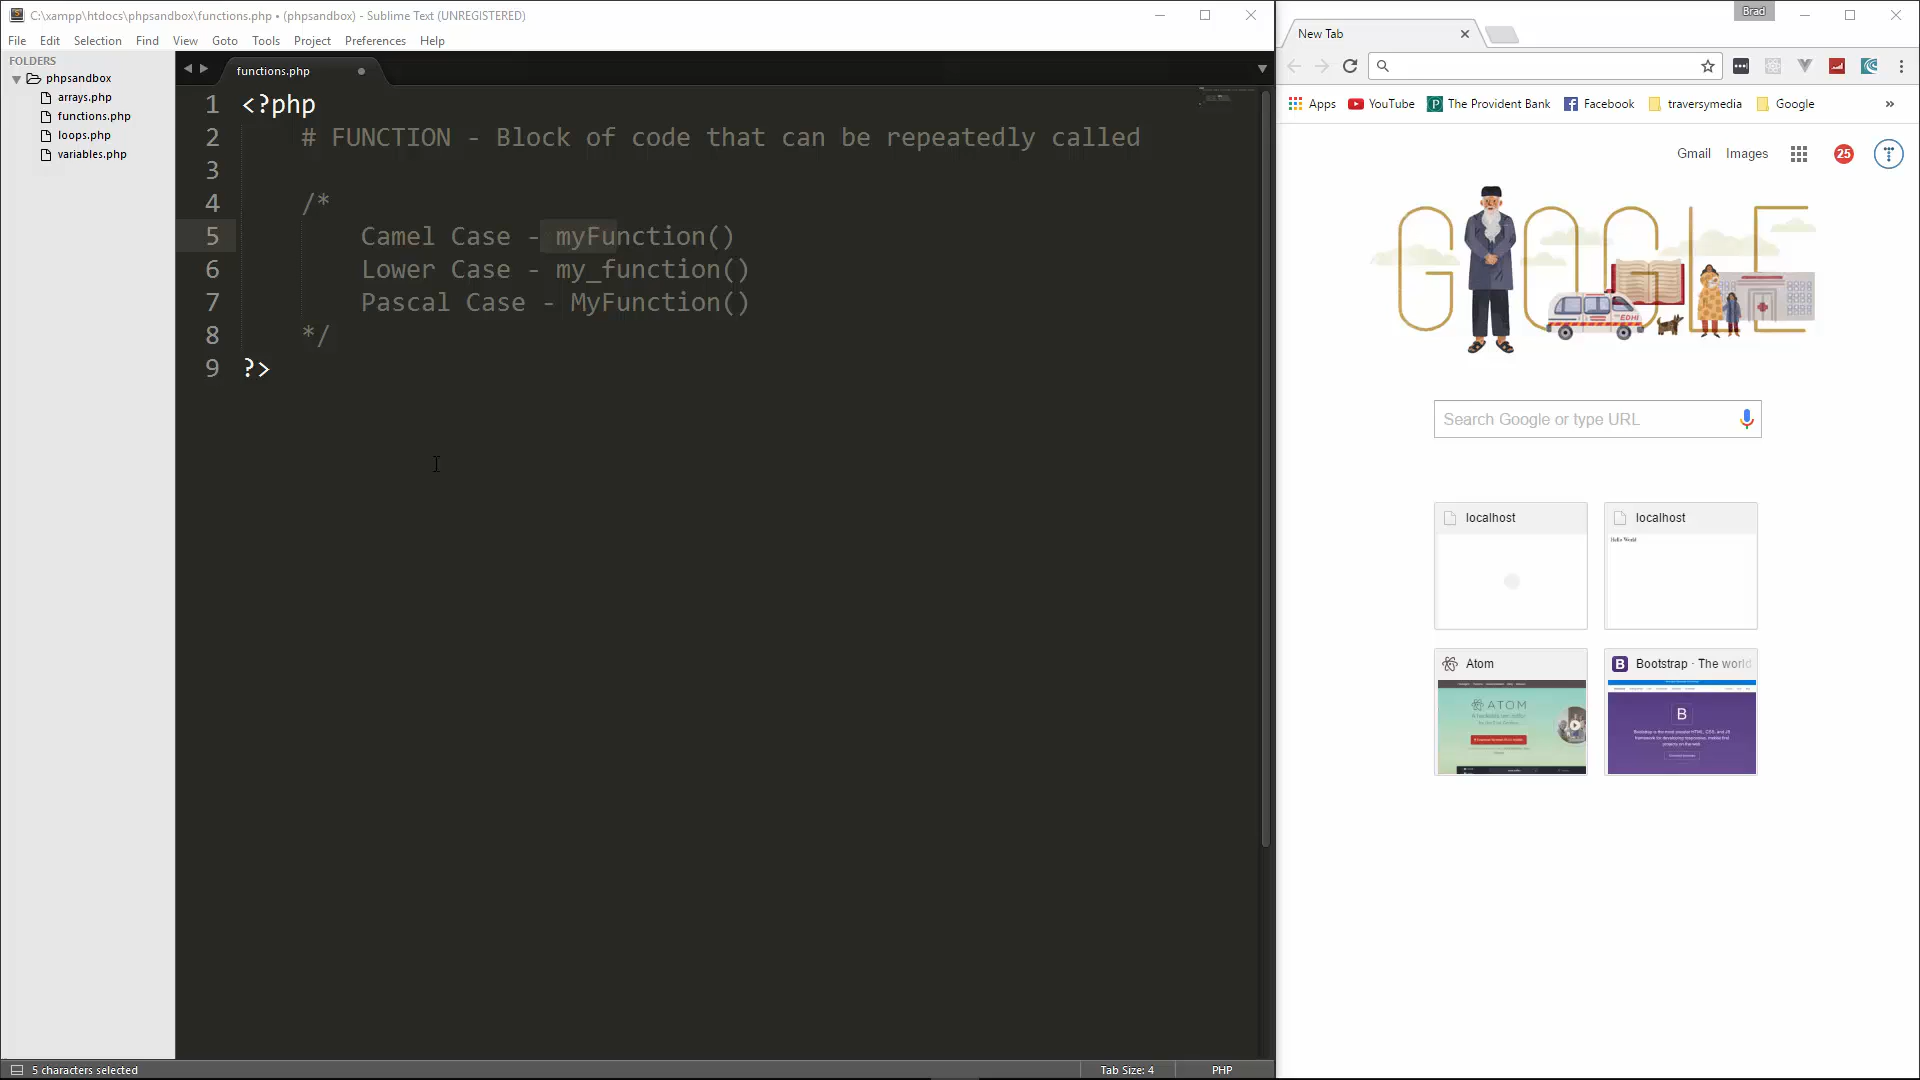 C:\xampp\htdocs\phpsandbox\functions.php • (phpsandbox) - Sublime Text (UNREGISTERED)
File Edit Selection Find View Goto Tools Project Preferences Help
FOLDERS
phpsandbox
arrays.php
functions.php
loops.php
variables.php
functions.php
1 <?php
2 # FUNCTION - Block of code that can be repeatedly called
3
4 /*
5 Camel Case - myFunction()
6 Lower Case - my_function()
7 Pascal Case - MyFunction()
8 */
9 ?>
5 characters selected
Tab Size: 4
PHP
Brad
New Tab
Apps YouTube The Provident Bank Facebook traversymedia Google »
Gmail Images 25
GOOGLE
EDHI
Search Google or type URL
localhost
localhost
Hello World
Atom
ATOM
Bootstrap · The world
B